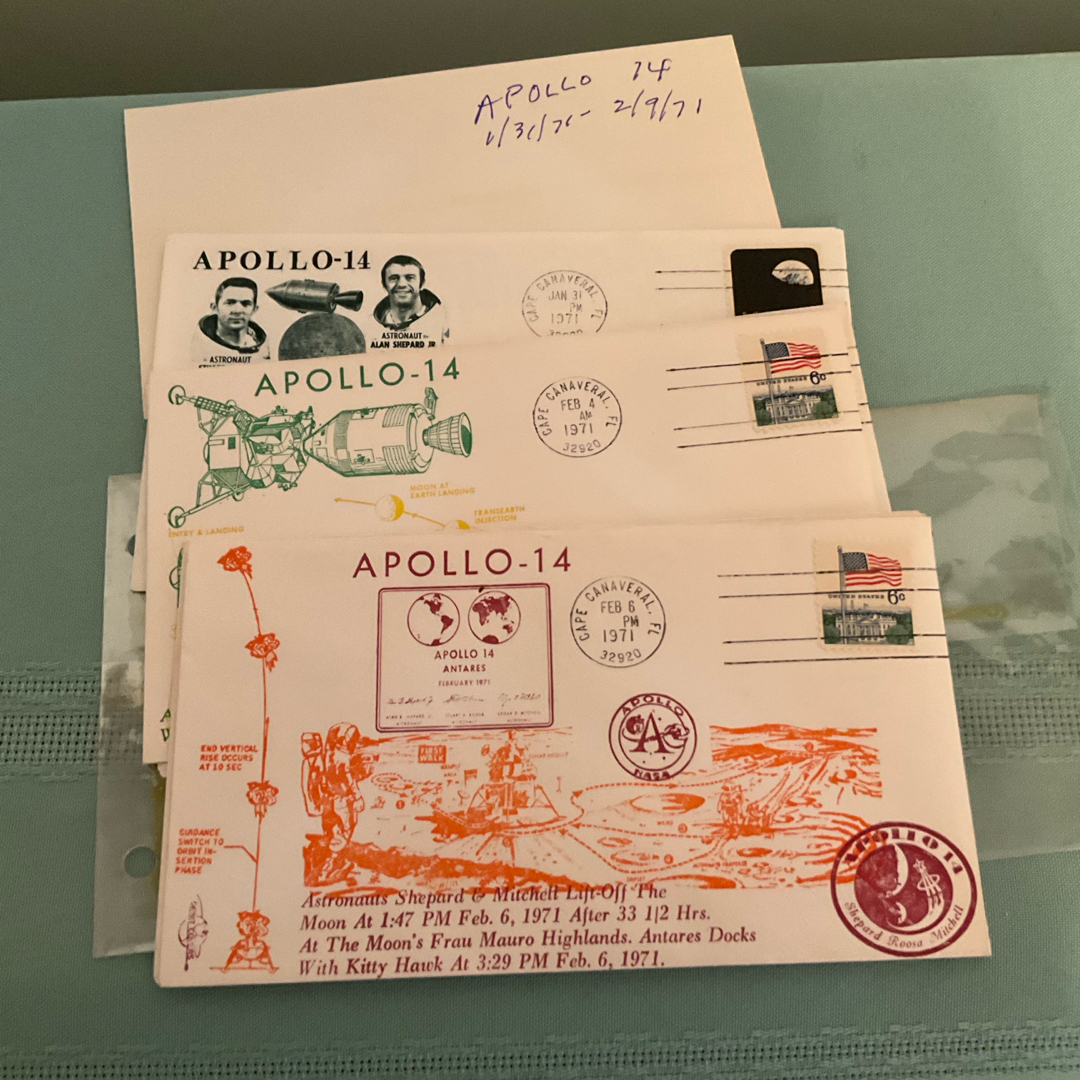 APOLLO 14
1/31/71- 2/9/71
APOLLO-14
ASTRONAUT
ASTRONAUT
ALAN SHEPARD JR
CAPE CANAVERAL, FL
JAN 31
PM
1971
APOLLO-14
MOON AT
EARTH LANDING
TRANSEARTH
INJECTION
ENTRY & LANDING
CAPE CANAVERAL, FL
FEB 4
AM
1971
32920
UNITED STATES 6c
APOLLO-14
APOLLO 14
ANTARES
FEBRUARY 1971
CAPE CANAVERAL, FL
FEB 6
PM
1971
32920
UNITED STATES 6c
APOLLO
A
NASA
FIRST
WALK
END VERTICAL
RISE OCCURS
AT 10 SEC
GUIDANCE
SWITCH TO
ORBIT IN-
SERTION
PHASE
Astronauts Shepard & Mitchell Lift-Off The
Moon At 1:47 PM Feb. 6, 1971 After 33 1|2 Hrs.
At The Moon's Frau Mauro Highlands. Antares Docks
With Kitty Hawk At 3:29 PM Feb. 6, 1971.
APOLLO 14
Shepard Roosa Mitchell